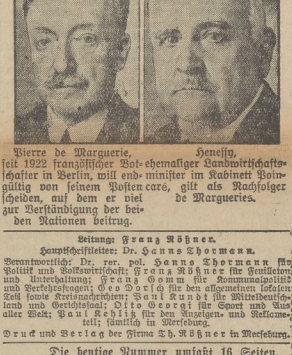 Pierre de Marguerie,
seit 1922 französischer Bot-
schafter in Berlin, will end-
gültig von seinem Posten
scheiden, auf dem er viel
zur Verständigung der bei-
den Nationen beitrug.
Henessy,
ehemaliger Landwirtschafts-
minister im Kabinett Poin-
caré, gilt als Nachfolger
de Margueries.
Leitung: Franz Rößner.
Hauptschriftleiter: Dr. Hanns Thormann.
Verantwortlich: Dr. rer. pol. Hanns Thormann für
Politik und Volkswirtschaft; Franz Rößner für Feuilleton
und Unterhaltung; Franz Gomm für Kommunalpolitik
und Verkehrsfragen; Geo Dorla für den allgemeinen lokalen
Teil sowie Kreisnachrichten; Paul Kundt für Mitteldeutsch-
land und Gerichtssaal; Otto Georgi für Sport und Aus
aller Welt; Paul Kehlitz für den Anzeigen- und Reklame-
teil; sämtlich in Merseburg.
Druck und Verlag der Firma Th. Rößner in Merseburg.
Die heutige Nummer umfaßt 16 Seiten.